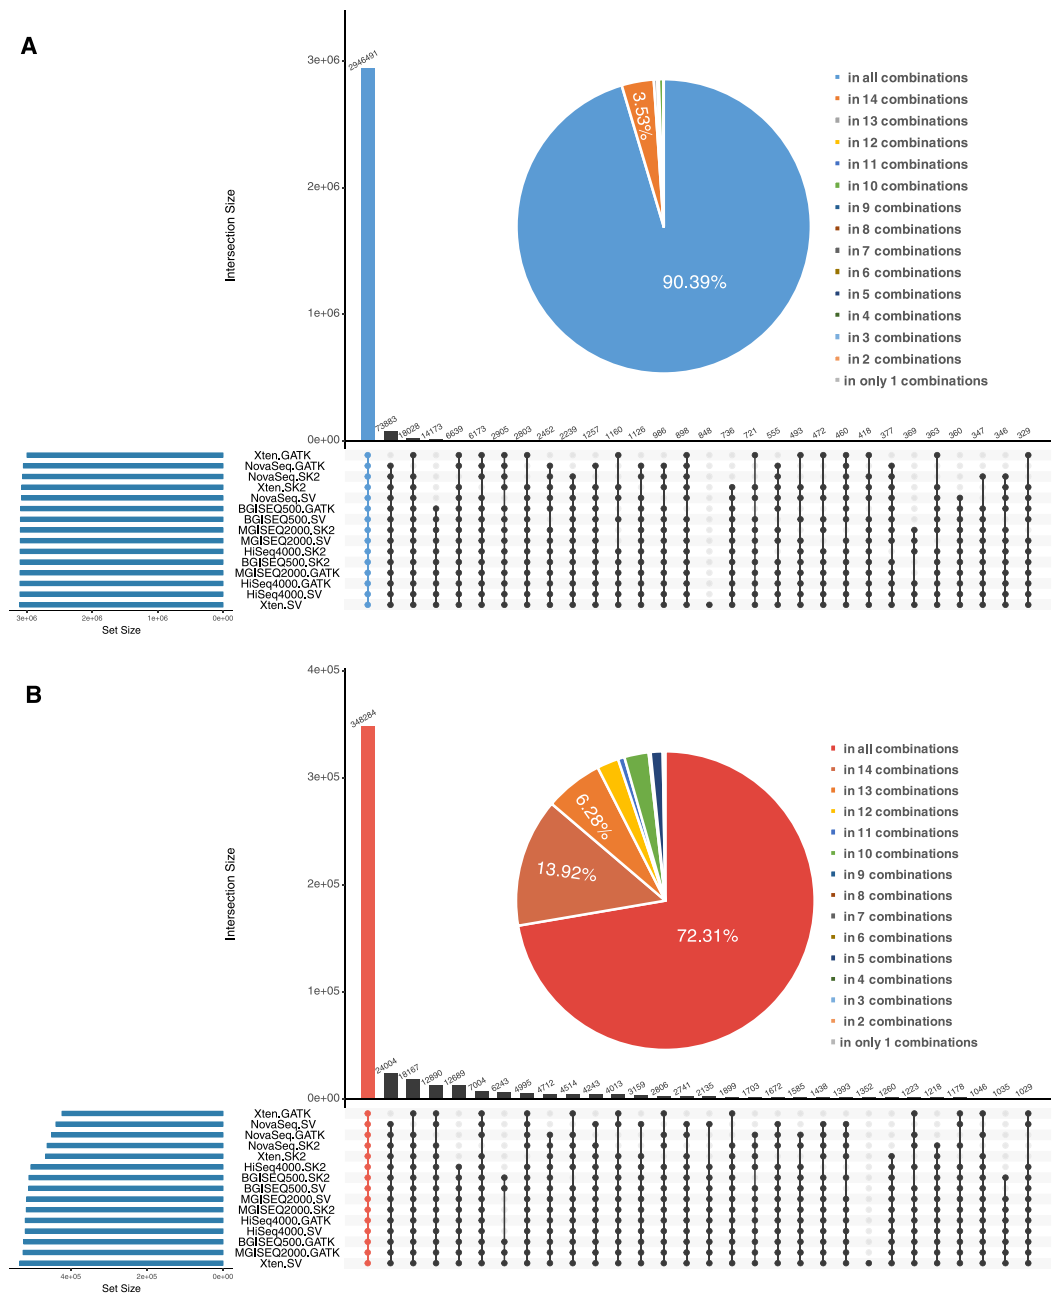 A
3e+06
2e+06
1e+06
0e+00
Intersection Size
2946491
73883
18028
14173
6639
6173
2905
2803
2452
2239
1257
1160
1126
986
898
848
736
721
555
493
472
460
418
377
369
363
360
347
346
329
3.53%
90.39%
in all combinations
in 14 combinations
in 13 combinations
in 12 combinations
in 11 combinations
in 10 combinations
in 9 combinations
in 8 combinations
in 7 combinations
in 6 combinations
in 5 combinations
in 4 combinations
in 3 combinations
in 2 combinations
in only 1 combinations
Xten.GATK
NovaSeq.GATK
NovaSeq.SK2
Xten.SK2
NovaSeq.SV
BGISEQ500.GATK
BGISEQ500.SV
MGISEQ2000.SK2
MGISEQ2000.SV
HiSeq4000.SK2
BGISEQ500.SK2
MGISEQ2000.GATK
HiSeq4000.GATK
HiSeq4000.SV
Xten.SV
3e+06 2e+06 1e+06 0e+00
Set Size
B
4e+05
3e+05
2e+05
1e+05
0e+00
Intersection Size
348284
24004
18167
12890
12689
7004
6243
4995
4712
4514
4243
4013
3159
2806
2741
2135
1899
1703
1672
1585
1438
1393
1352
1260
1223
1218
1178
1046
1035
1029
6.28%
13.92%
72.31%
in all combinations
in 14 combinations
in 13 combinations
in 12 combinations
in 11 combinations
in 10 combinations
in 9 combinations
in 8 combinations
in 7 combinations
in 6 combinations
in 5 combinations
in 4 combinations
in 3 combinations
in 2 combinations
in only 1 combinations
Xten.GATK
NovaSeq.SV
NovaSeq.GATK
NovaSeq.SK2
Xten.SK2
HiSeq4000.SK2
BGISEQ500.SK2
BGISEQ500.SV
MGISEQ2000.SV
MGISEQ2000.SK2
HiSeq4000.GATK
HiSeq4000.SV
BGISEQ500.GATK
MGISEQ2000.GATK
Xten.SV
4e+05 2e+05 0e+00
Set Size